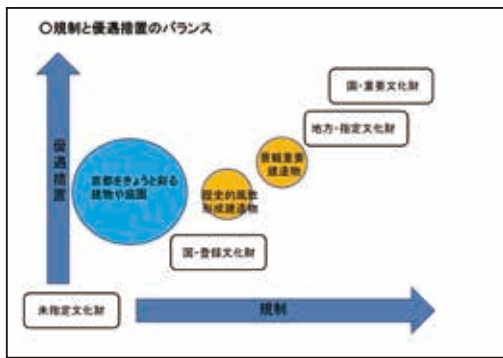 〇規制と優遇措置のバランス
国・重要文化財
地方・指定文化財
景観重要
建造物
優遇措置
京都をきょうと彩る
建物や庭園
歴史的風致
形成建造物
国・登録文化財
未指定文化財
規制